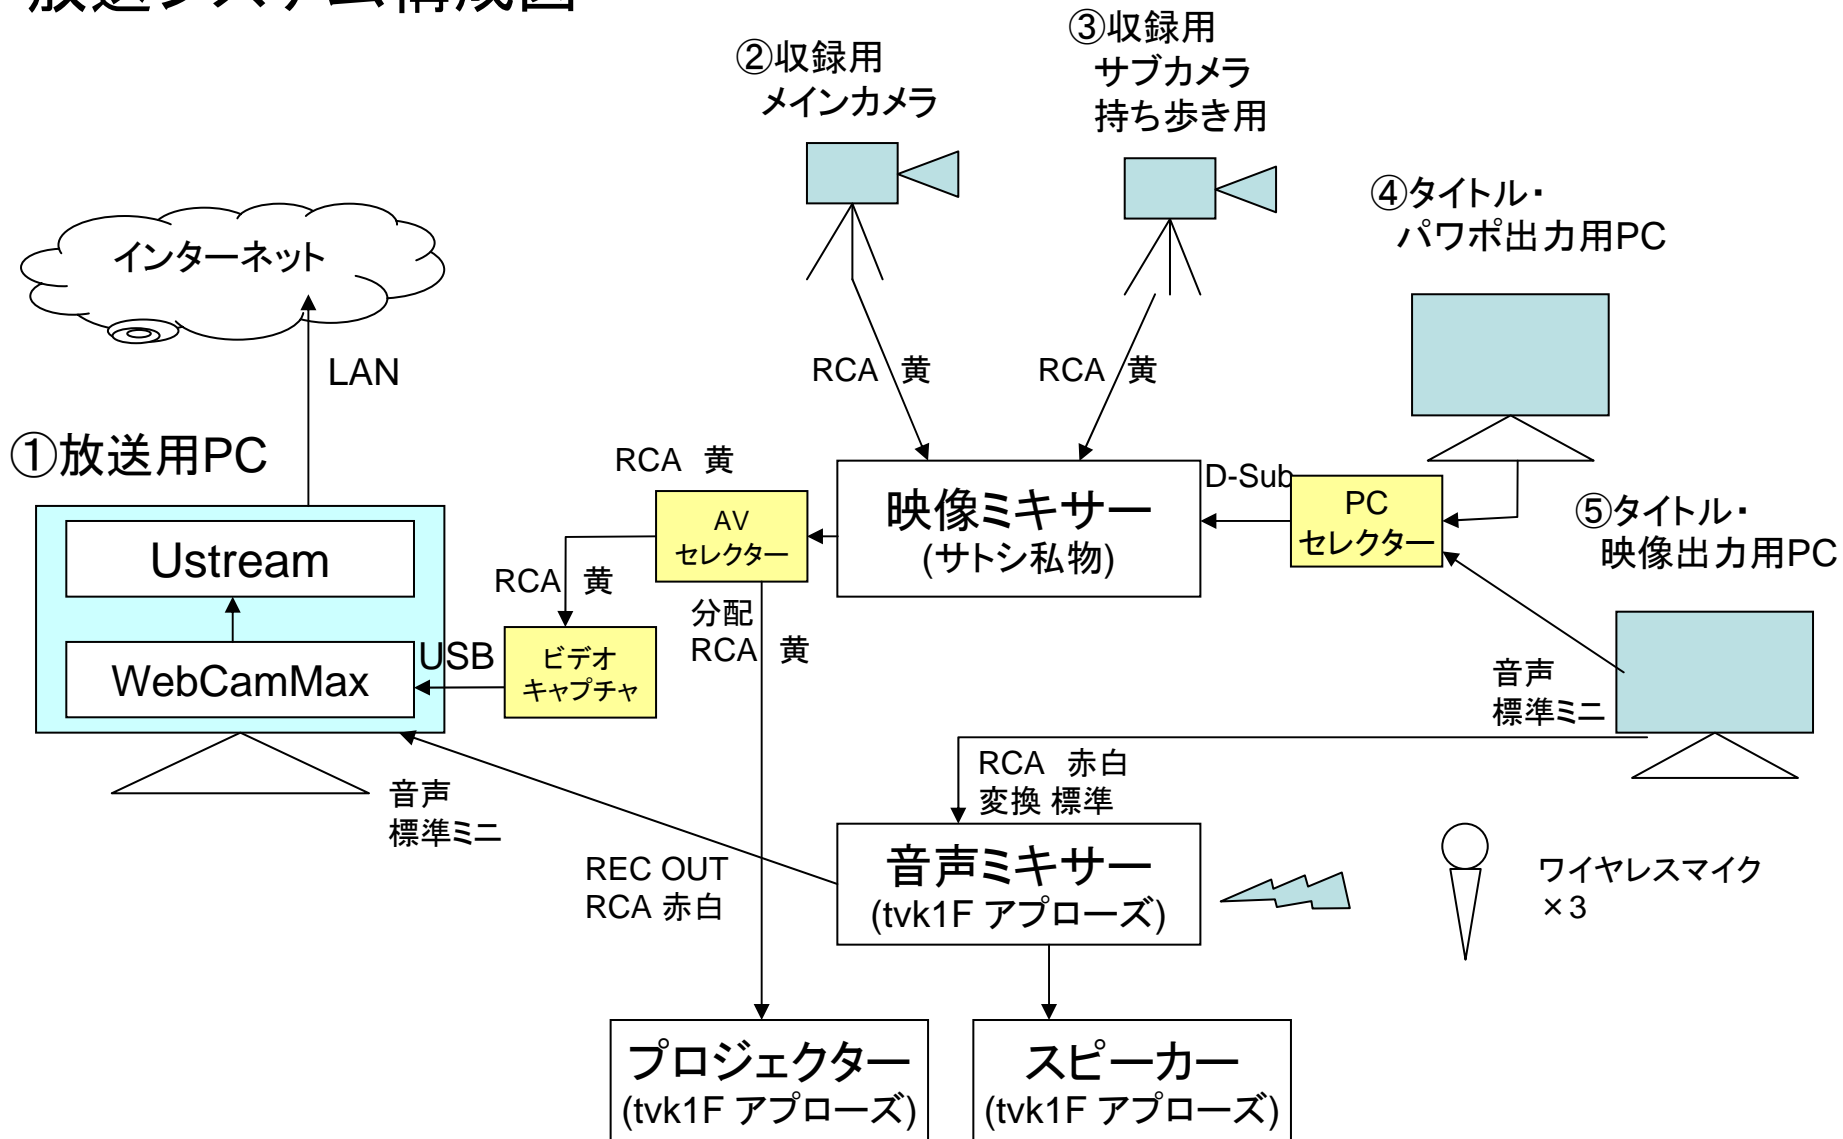 放送システム構成図
②収録用
メインカメラ
③収録用
サブカメラ
持ち歩き用
④タイトル・
パワポ出力用PC
インターネット
LAN
RCA 黄
RCA 黄
①放送用PC
RCA 黄
D-Sub
⑤タイトル・
映像出力用PC
Ustream
WebCamMax
USB
RCA 黄
AV
セレクター
映像ミキサー
(サトシ私物)
PC
セレクター
ビデオ
キャプチャ
分配
RCA 黄
音声
標準ミニ
音声
標準ミニ
RCA 赤白
変換 標準
REC OUT
RCA 赤白
音声ミキサー
(tvk1F アプローズ)
ワイヤレスマイク
×3
プロジェクター
(tvk1F アプローズ)
スピーカー
(tvk1F アプローズ)